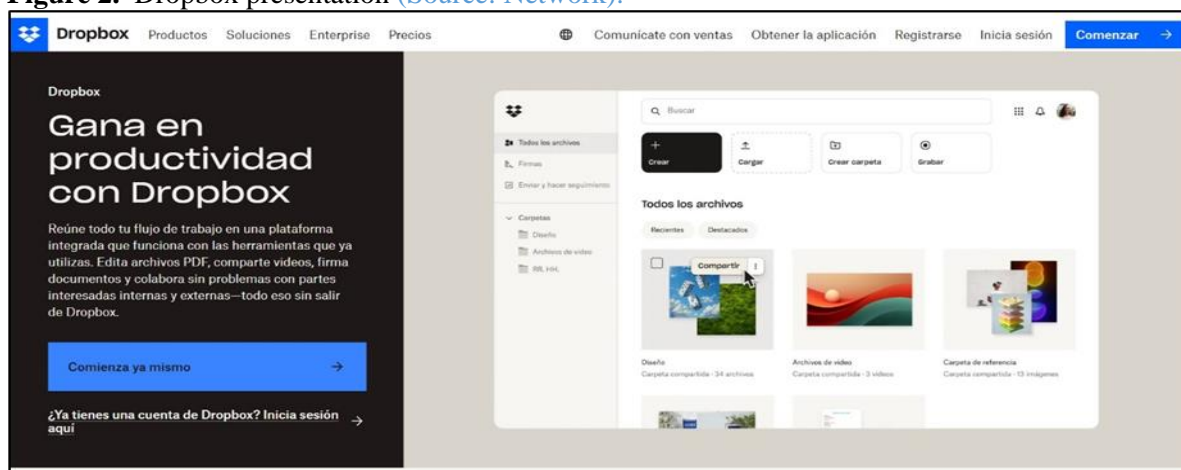 Figure 2. Dropbox presentation (Source: Network).
Dropbox Productos Soluciones Enterprise Precios Comunícate con ventas Obtener la aplicación Registrarse Inicia sesión Comenzar →
Dropbox
Gana en
productividad
con Dropbox
Reúne todo tu flujo de trabajo en una plataforma
integrada que funciona con las herramientas que ya
utilizas. Edita archivos PDF, comparte videos, firma
documentos y colabora sin problemas con partes
interesadas internas y externas—todo eso sin salir
de Dropbox.
Comienza ya mismo →
¿Ya tienes una cuenta de Dropbox? Inicia sesión
aquí →
Buscar
Todos los archivos
Firmas
Enviar y hacer seguimiento
Carpetas
Diseño
Archivos de video
RR. HH.
Crear
Cargar
Crear carpeta
Grabar
Todos los archivos
Recientes Destacados
Compartir
Diseño
Carpeta compartida · 34 archivos
Archivos de video
Carpeta compartida · 3 videos
Carpeta de referencia
Carpeta compartida · 13 imágenes